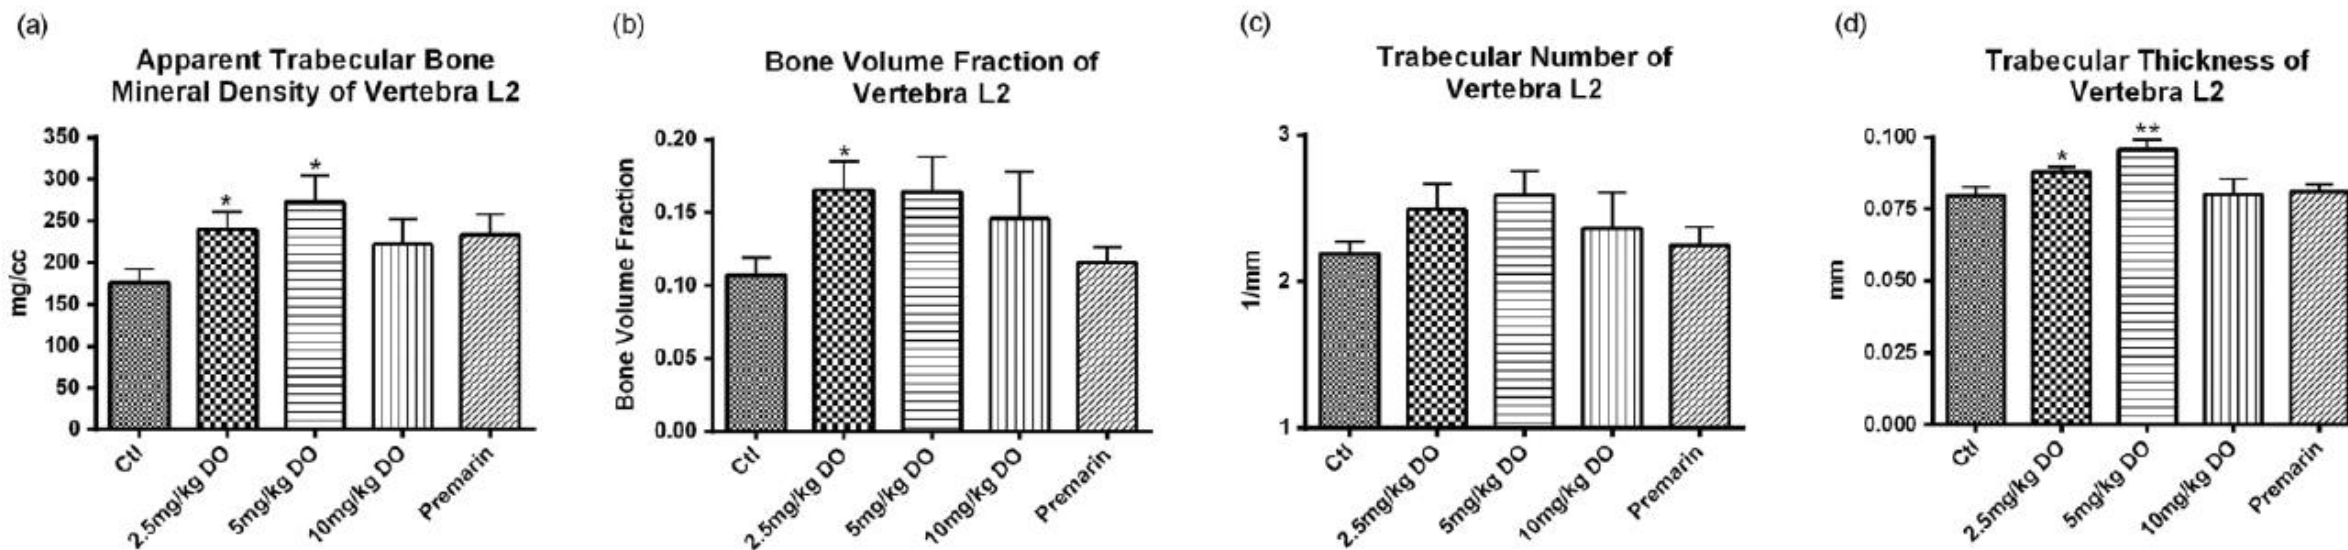 (a)
Apparent Trabecular Bone
Mineral Density of Vertebra L2
350
300
250
200
150
100
50
0
mg/cc
*
*
Ctl
2.5mg/kg DO
5mg/kg DO
10mg/kg DO
Premarin
(b)
Bone Volume Fraction of
Vertebra L2
0.20
0.15
0.10
0.05
0.00
Bone Volume Fraction
*
Ctl
2.5mg/kg DO
5mg/kg DO
10mg/kg DO
Premarin
(c)
Trabecular Number of
Vertebra L2
3
2
1
1/mm
Ctl
2.5mg/kg DO
5mg/kg DO
10mg/kg DO
Premarin
(d)
Trabecular Thickness of
Vertebra L2
0.100
0.075
0.050
0.025
0.000
mm
*
**
Ctl
2.5mg/kg DO
5mg/kg DO
10mg/kg DO
Premarin